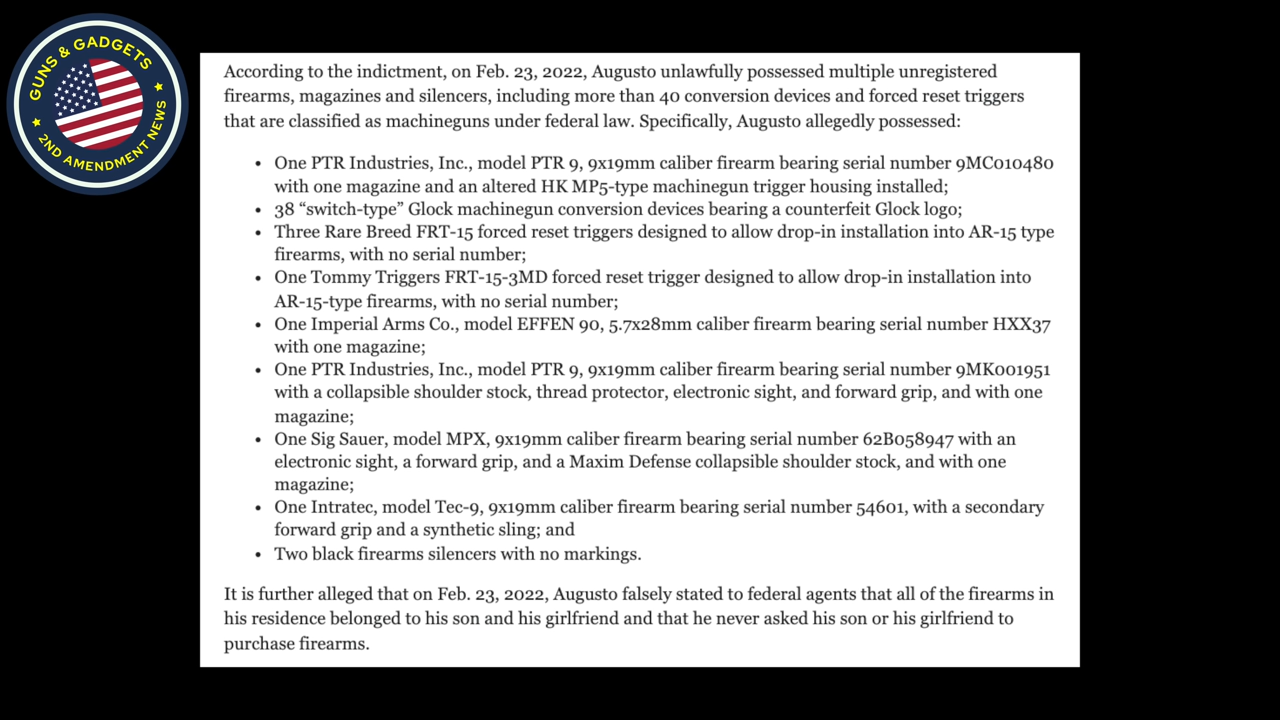 GUNS & GADGETS
2ND AMENDMENT NEWS
According to the indictment, on Feb. 23, 2022, Augusto unlawfully possessed multiple unregistered
firearms, magazines and silencers, including more than 40 conversion devices and forced reset triggers
that are classified as machineguns under federal law. Specifically, Augusto allegedly possessed:
• One PTR Industries, Inc., model PTR 9, 9x19mm caliber firearm bearing serial number 9MC010480
with one magazine and an altered HK MP5-type machinegun trigger housing installed;
• 38 “switch-type” Glock machinegun conversion devices bearing a counterfeit Glock logo;
• Three Rare Breed FRT-15 forced reset triggers designed to allow drop-in installation into AR-15 type
firearms, with no serial number;
• One Tommy Triggers FRT-15-3MD forced reset trigger designed to allow drop-in installation into
AR-15-type firearms, with no serial number;
• One Imperial Arms Co., model EFFEN 90, 5.7x28mm caliber firearm bearing serial number HXX37
with one magazine;
• One PTR Industries, Inc., model PTR 9, 9x19mm caliber firearm bearing serial number 9MK001951
with a collapsible shoulder stock, thread protector, electronic sight, and forward grip, and with one
magazine;
• One Sig Sauer, model MPX, 9x19mm caliber firearm bearing serial number 62B058947 with an
electronic sight, a forward grip, and a Maxim Defense collapsible shoulder stock, and with one
magazine;
• One Intratec, model Tec-9, 9x19mm caliber firearm bearing serial number 54601, with a secondary
forward grip and a synthetic sling; and
• Two black firearms silencers with no markings.
It is further alleged that on Feb. 23, 2022, Augusto falsely stated to federal agents that all of the firearms in
his residence belonged to his son and his girlfriend and that he never asked his son or his girlfriend to
purchase firearms.